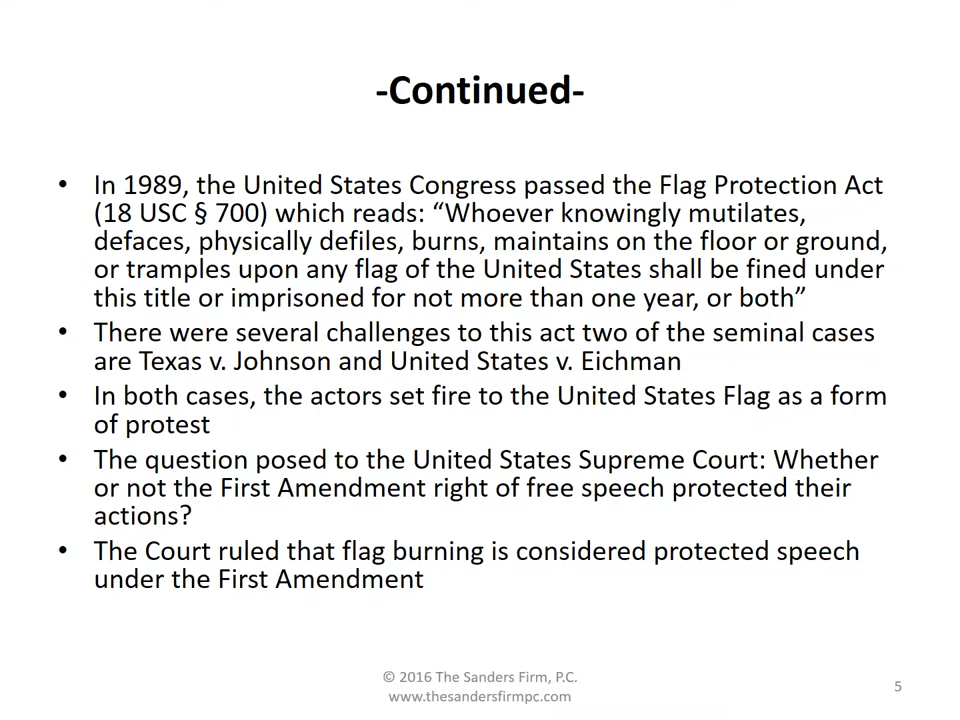 -Continued-
• In 1989, the United States Congress passed the Flag Protection Act
(18 USC § 700) which reads: “Whoever knowingly mutilates,
defaces, physically defiles, burns, maintains on the floor or ground,
or tramples upon any flag of the United States shall be fined under
this title or imprisoned for not more than one year, or both”
• There were several challenges to this act two of the seminal cases
are Texas v. Johnson and United States v. Eichman
• In both cases, the actors set fire to the United States Flag as a form
of protest
• The question posed to the United States Supreme Court: Whether
or not the First Amendment right of free speech protected their
actions?
• The Court ruled that flag burning is considered protected speech
under the First Amendment
© 2016 The Sanders Firm, P.C.
www.thesandersfirmpc.com
5